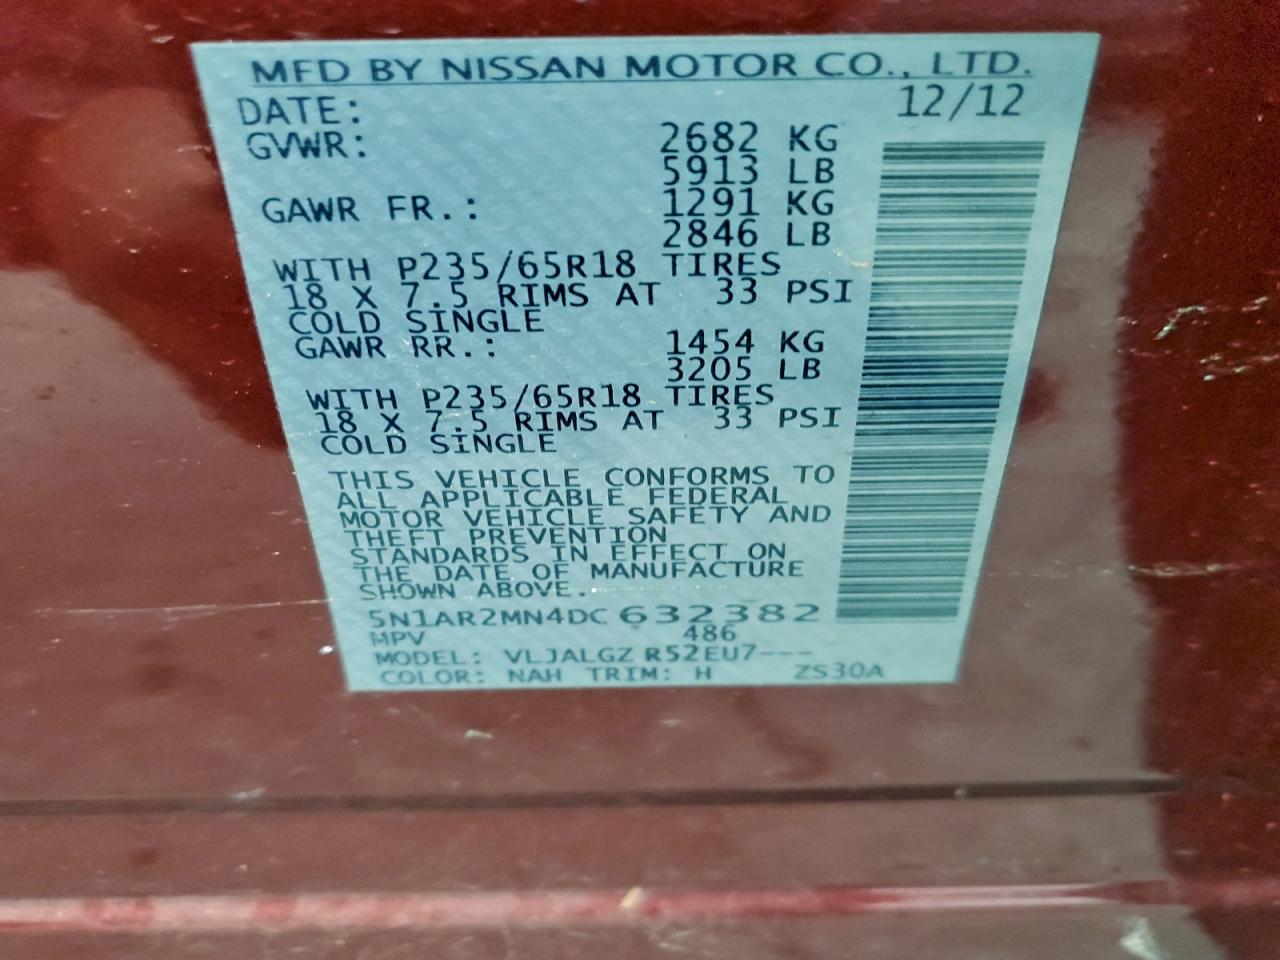 MFD BY NISSAN MOTOR CO., LTD.
DATE: 12/12
GVWR: 2682 KG
5913 LB
GAWR FR.: 1291 KG
2846 LB
WITH P235/65R18 TIRES
18 X 7.5 RIMS AT 33 PSI
COLD SINGLE
GAWR RR.: 1454 KG
3205 LB
WITH P235/65R18 TIRES
18 X 7.5 RIMS AT 33 PSI
COLD SINGLE
THIS VEHICLE CONFORMS TO
ALL APPLICABLE FEDERAL
MOTOR VEHICLE SAFETY AND
THEFT PREVENTION
STANDARDS IN EFFECT ON
THE DATE OF MANUFACTURE
SHOWN ABOVE.
5N1AR2MN4DC632382
MPV 486
MODEL: VLJALGZ R52EU7---
COLOR: NAH TRIM: H ZS30A